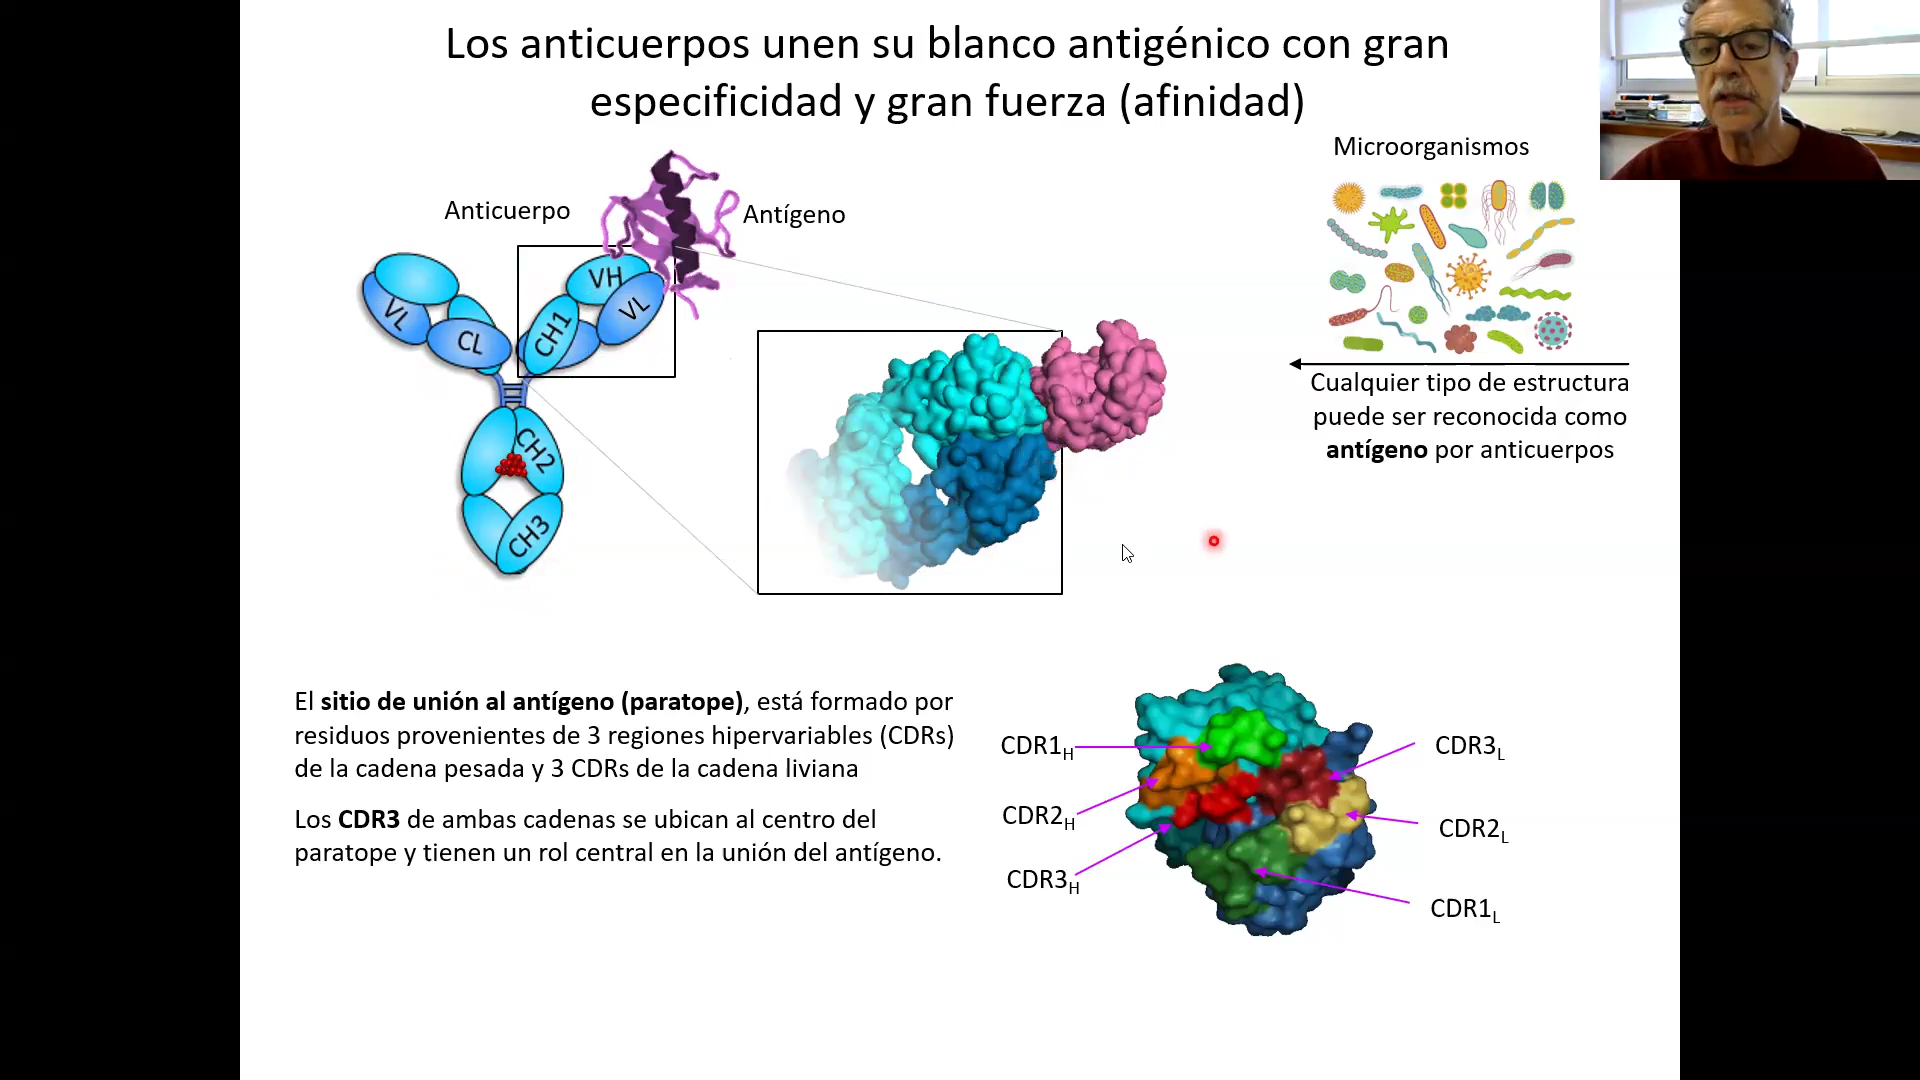 Los anticuerpos unen su blanco antigénico con gran
especificidad y gran fuerza (afinidad)
Microorganismos
Anticuerpo
Antígeno
VH
VL
VL
CH1
CL
Cualquier tipo de estructura
puede ser reconocida como
antígeno por anticuerpos
CH2
CH3
El sitio de unión al antígeno (paratope), está formado por
residuos provenientes de 3 regiones hipervariables (CDRs)
de la cadena pesada y 3 CDRs de la cadena liviana
Los CDR3 de ambas cadenas se ubican al centro del
paratope y tienen un rol central en la unión del antígeno.
CDR1H
CDR2H
CDR3H
CDR3L
CDR2L
CDR1L